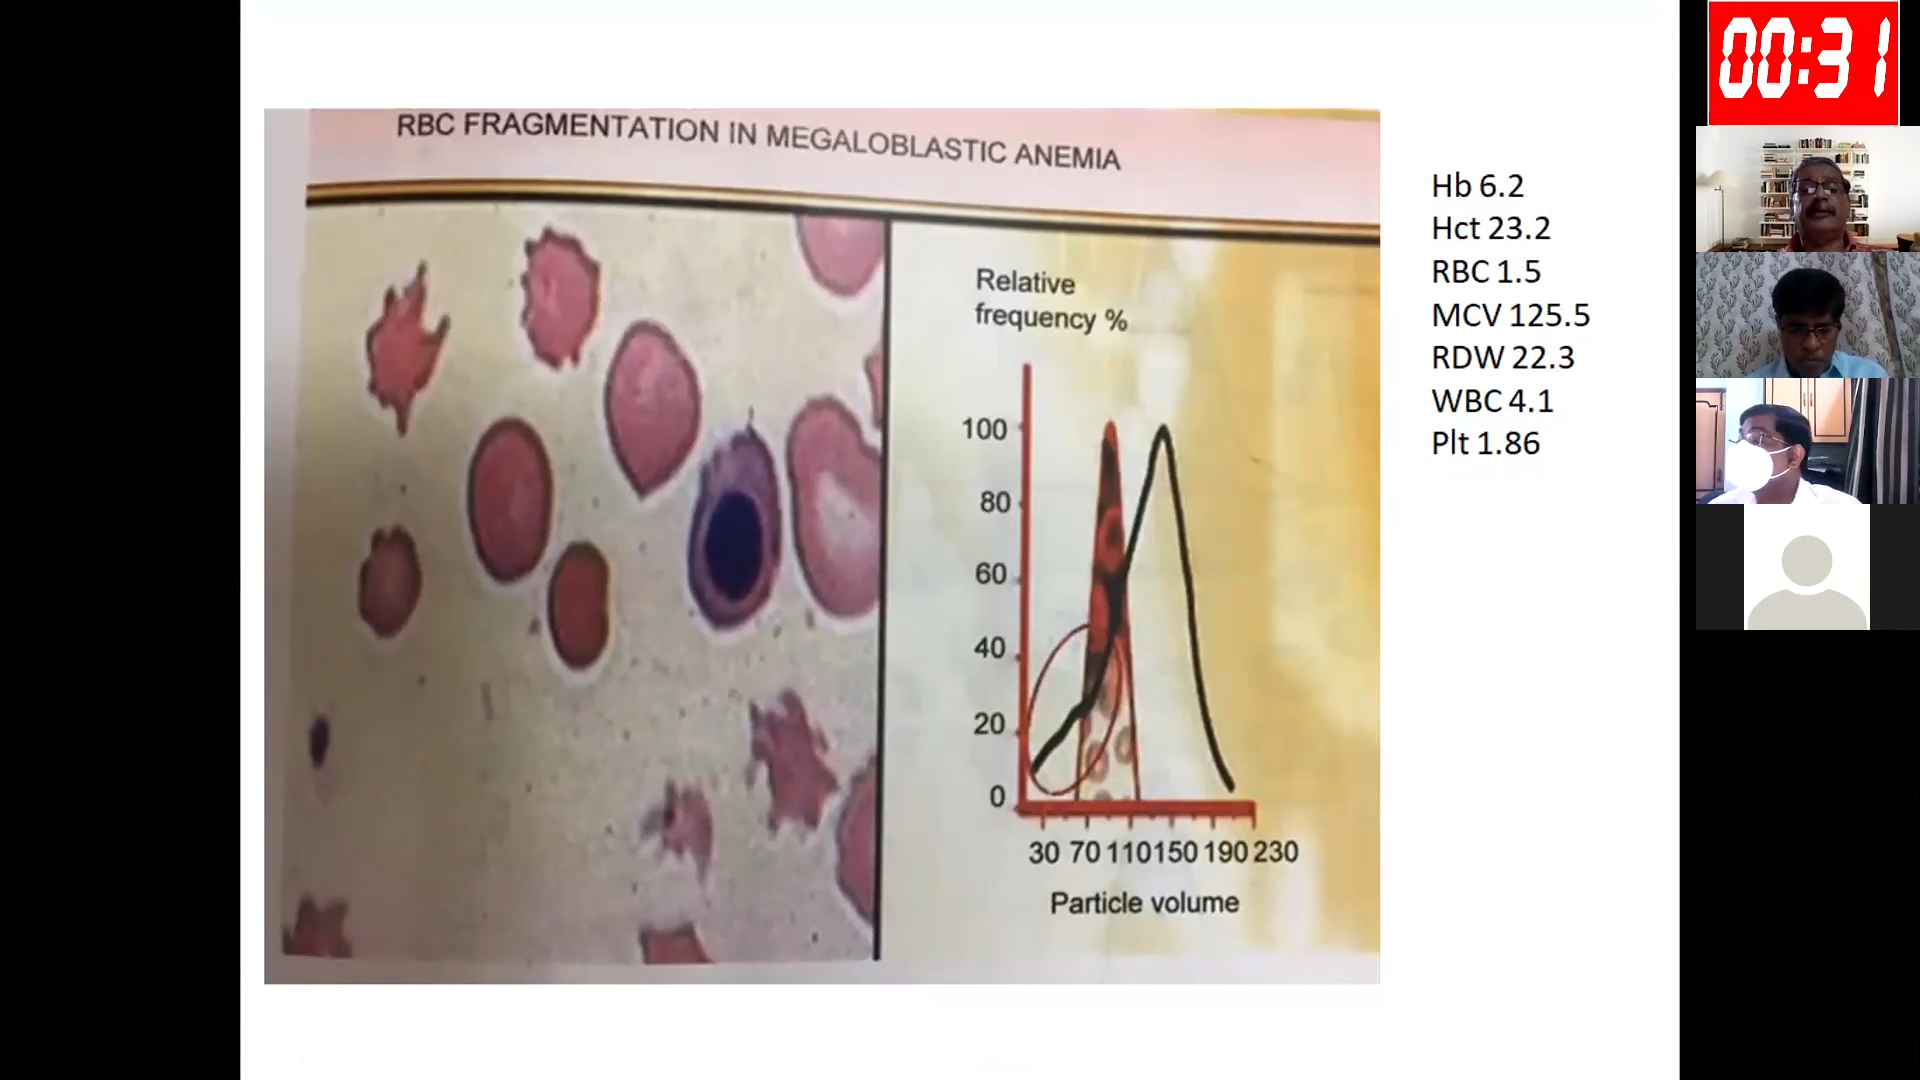 RBC FRAGMENTATION IN MEGALOBLASTIC ANEMIA
Relative
frequency %
100
80
60
40
20
0
30 70 110 150 190 230
Particle volume
Hb 6.2
Hct 23.2
RBC 1.5
MCV 125.5
RDW 22.3
WBC 4.1
Plt 1.86
00:31